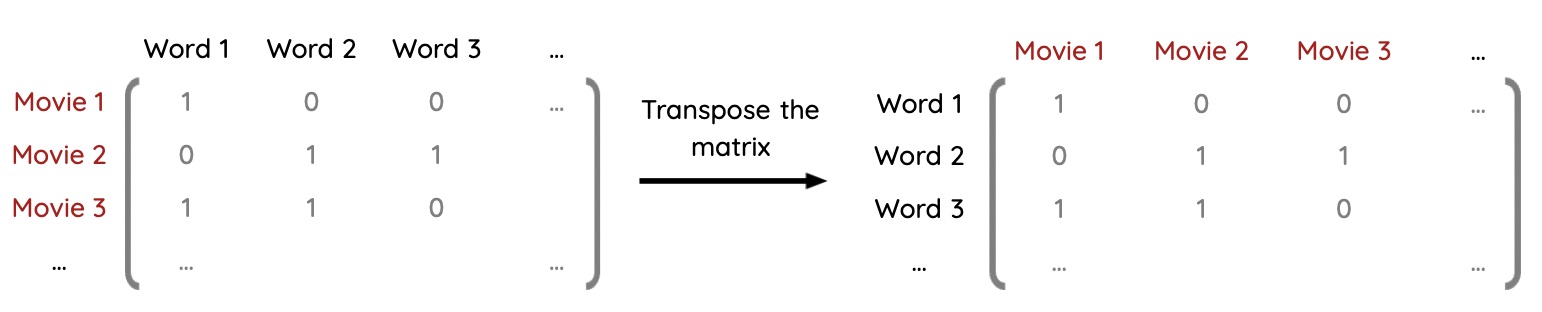 Word 1 Word 2 Word 3 ...
Movie 1 1 0 0 ...
Movie 2 0 1 1
Movie 3 1 1 0
... ... ...
Transpose the
matrix
Movie 1 Movie 2 Movie 3 ...
Word 1 1 0 0 ...
Word 2 0 1 1
Word 3 1 1 0
... ... ...